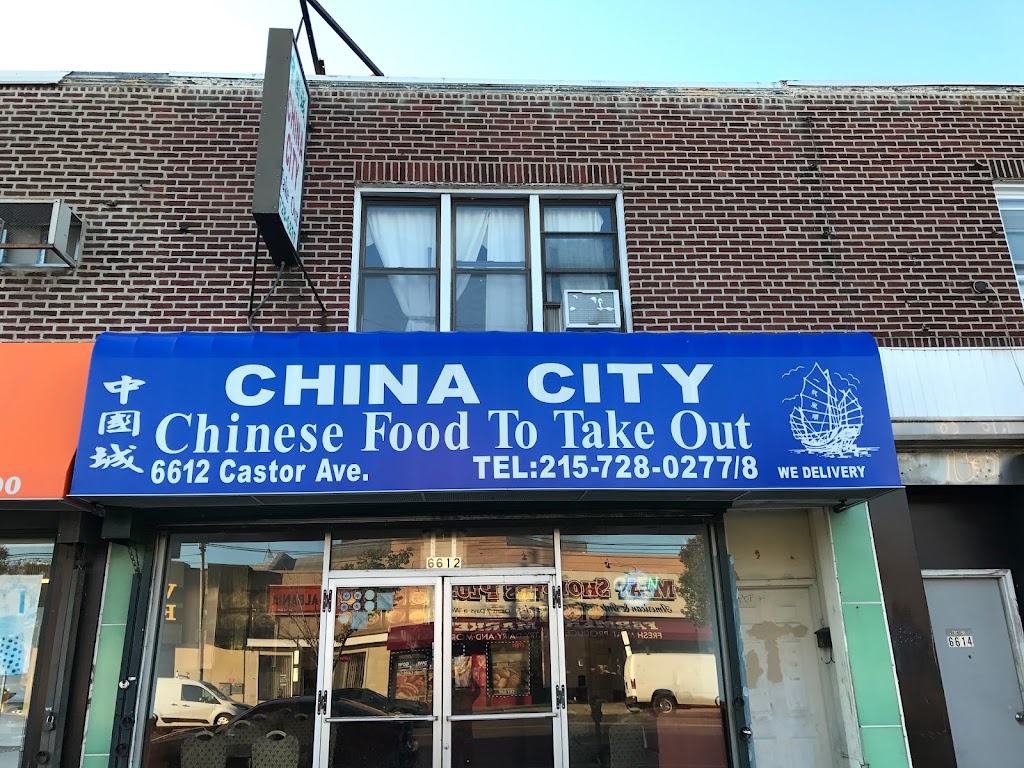 CHINA CITY
中國城
Chinese Food To Take Out
6612 Castor Ave.
TEL:215-728-0277/8
WE DELIVERY
6612
6614